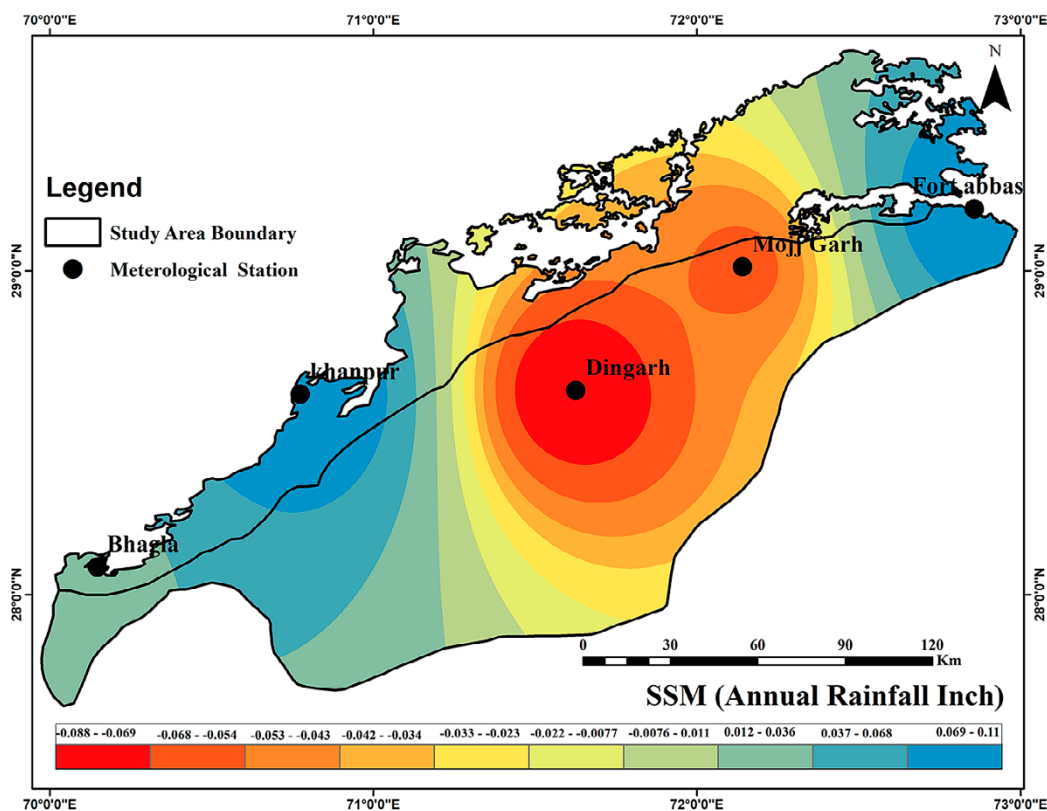 70°0'0"N 71°0'0"N 72°0'0"N 73°0'0"N
N
Legend
Study Area Boundary
Meterological Station
29°0'0"N 29°0'0"N
Fort abbas
Mojj Garh
khanpur
Dingarh
Bhagla
28°0'0"N 28°0'0"N
0 30 60 90 120
Km
SSM (Annual Rainfall Inch)
-0.088 - -0.069 -0.068 - -0.054 -0.053 - -0.043 -0.042 - -0.034 -0.033 - -0.023 -0.022 - -0.0077 -0.0076 - 0.011 0.012 - 0.036 0.037 - 0.068 0.069 - 0.11
70°0'0"N 71°0'0"N 72°0'0"N 73°0'0"N